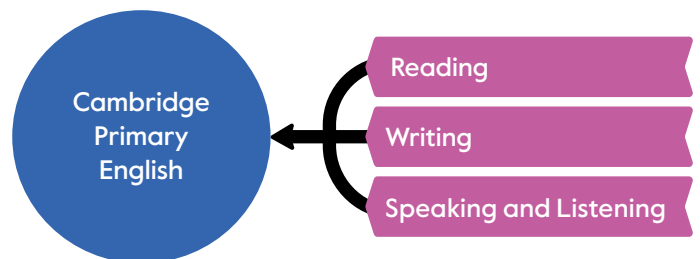 Cambridge
Primary
English
Reading
Writing
Speaking and Listening